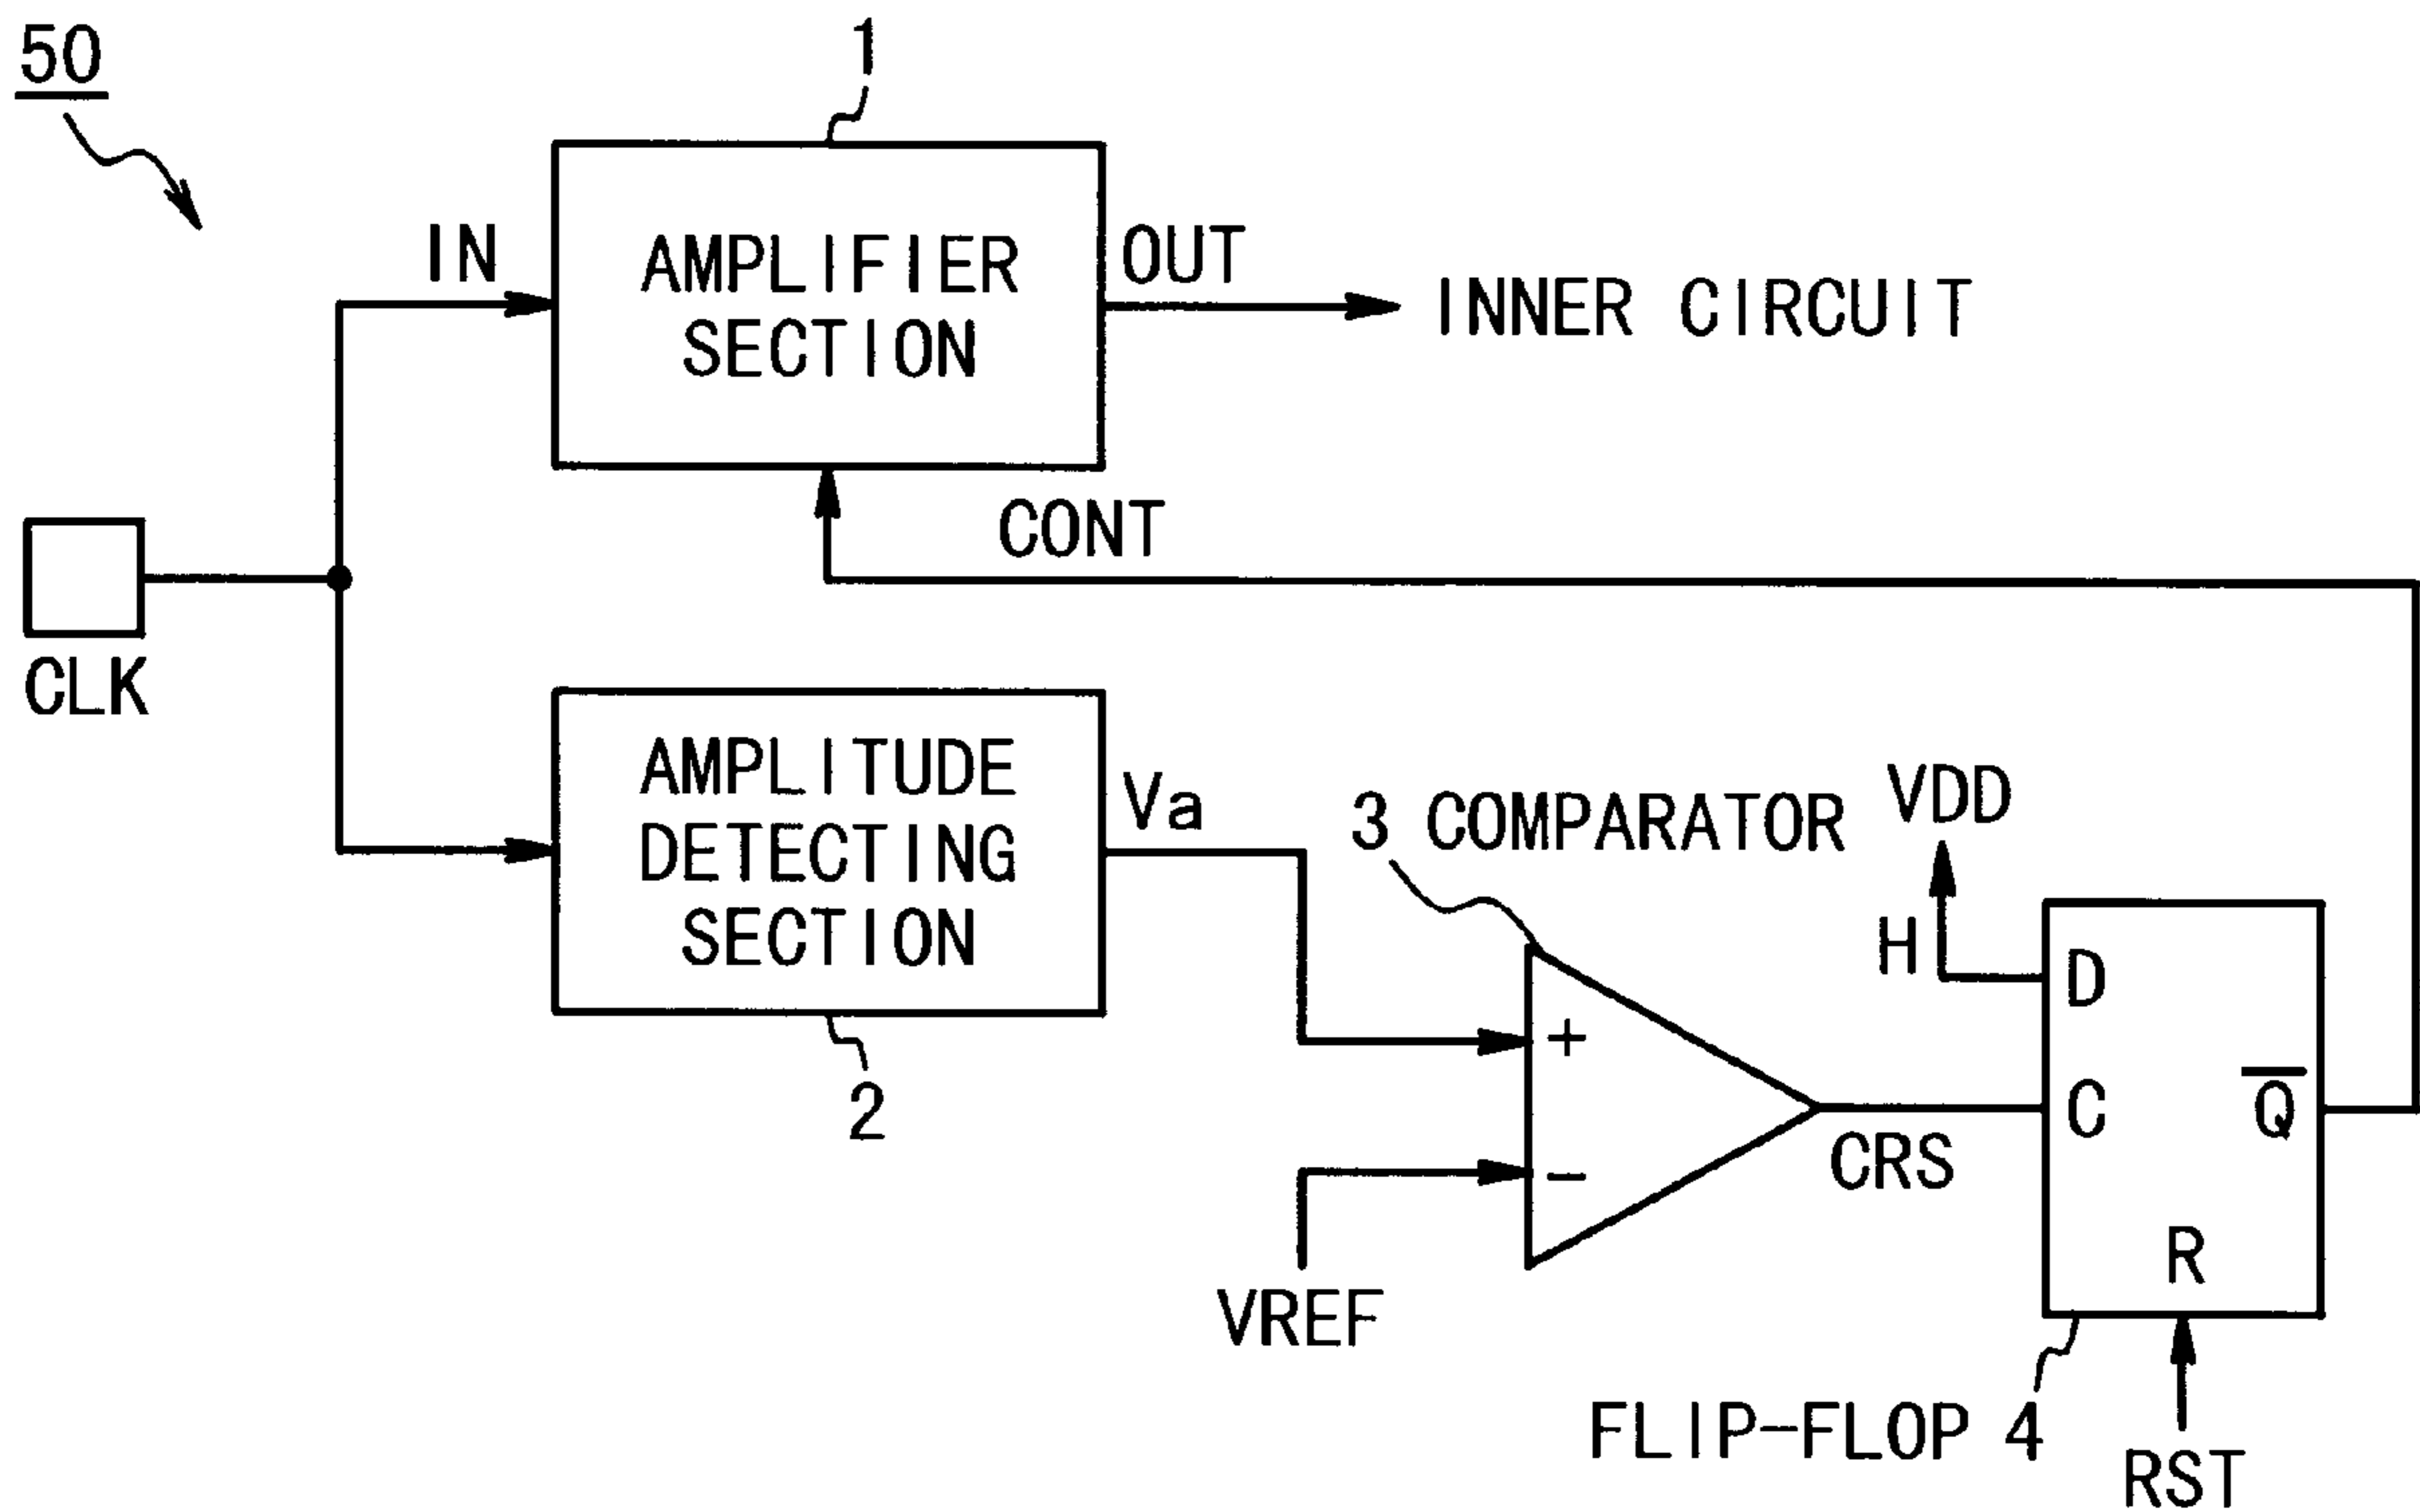 50
1
IN
AMPLIFIER
SECTION
OUT
INNER CIRCUIT
CONT
CLK
AMPLITUDE
DETECTING
SECTION
Va
2
3 COMPARATOR
VDD
H
D
+
C
Q̅
CRS
−
R
VREF
FLIP-FLOP 4
RST